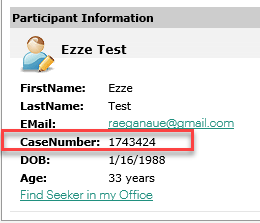 Participant Information
Ezze Test
FirstName: Ezze
LastName: Test
EMail: raeganaue@gmail.com
CaseNumber: 1743424
DOB: 1/16/1988
Age: 33 years
Find Seeker in my Office